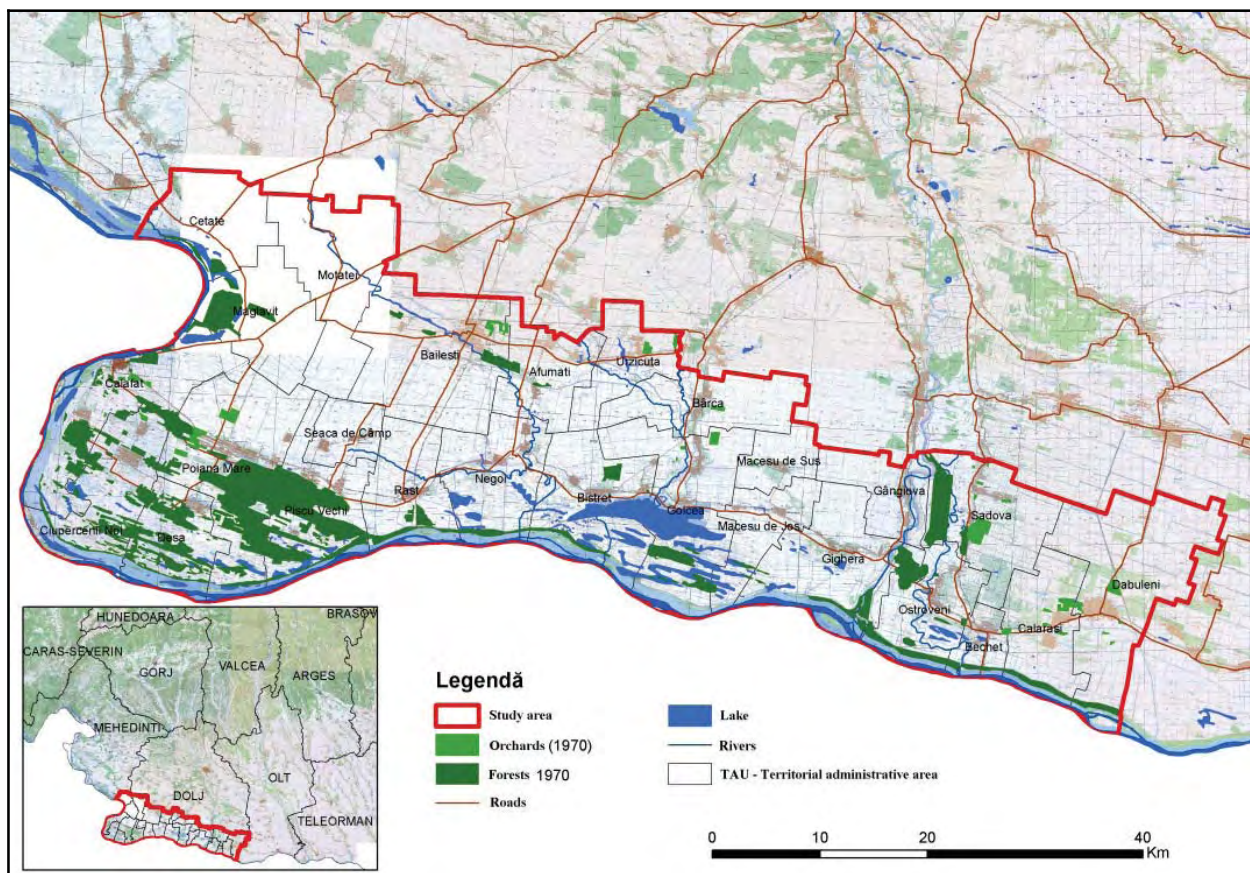 Cetate
Motatei
Maglavit
Calafat
Bailesti
Afumati
Urzicuta
Bârca
Seaca de Câmp
Poiana Mare
Piscu Vechi
Rast
Negoi
Bistret
Goicea
Macesu de Sus
Macesu de Jos
Gângiova
Sadova
Gighera
Ciupercenii Noi
Desa
Ostroveni
Bechet
Calarasi
Dabuleni
HUNEDOARA
BRASOV
CARAS-SEVERIN
GORJ
VALCEA
ARGES
MEHEDINTI
DOLJ
OLT
TELEORMAN
Legendă
Study area
Orchards (1970)
Forests 1970
Roads
Lake
Rivers
TAU - Territorial administrative area
0 10 20 40
Km